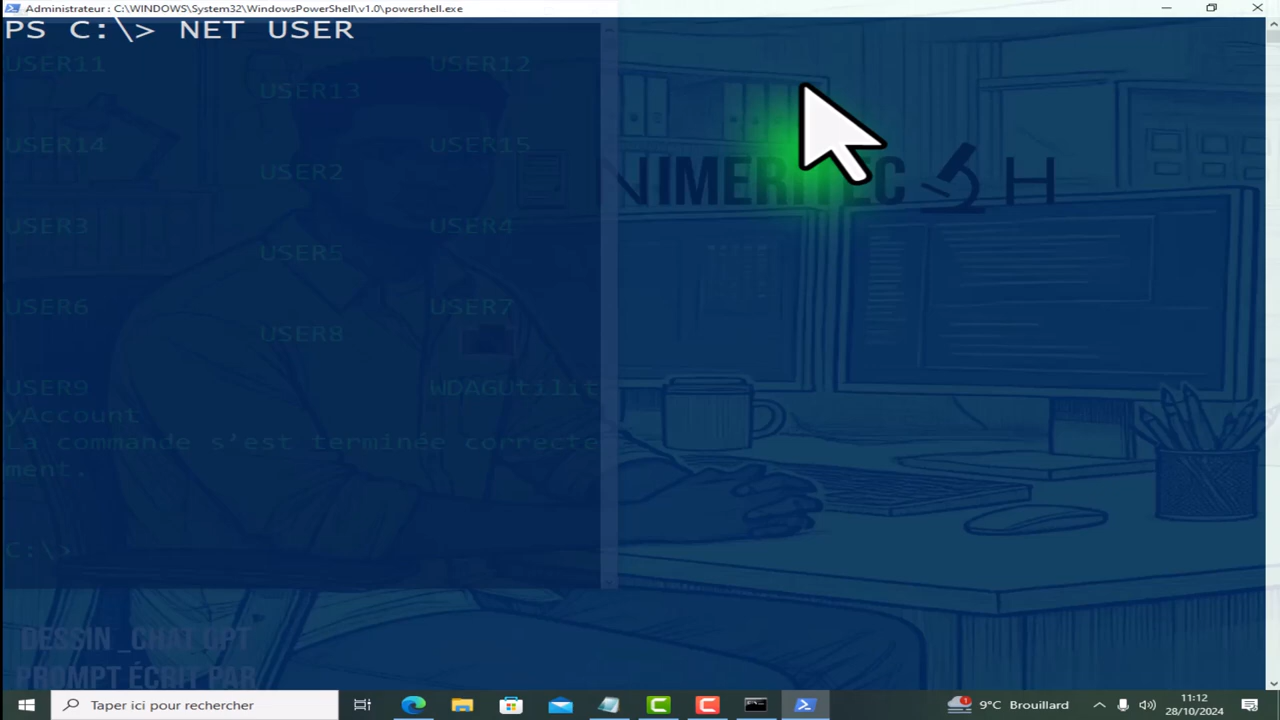 Administrateur : C:\WINDOWS\System32\WindowsPowerShell\v1.0\powershell.exe
PS C:\> NET USER
USER11 USER12
USER13
USER14 USER15
USER2
USER3 USER4
USER5
USER6 USER7
USER8
USER9 WDAGUtilit
yAccount
La commande s'est terminée correcte
ment.
C:\>
NIMERITEC H
DESSIN _CHAT GPT
PROMPT ÉCRIT PAR
Taper ici pour rechercher
9°C Brouillard
11:12
28/10/2024